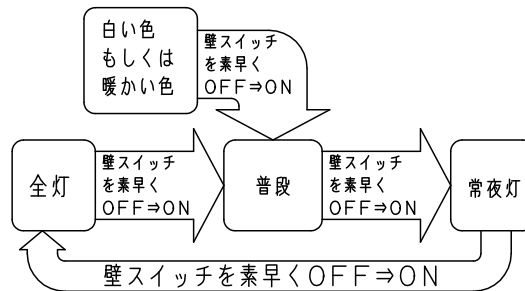 白い色
もしくは
暖かい色
壁スイッチ
を素早く
OFF⇒ON
全灯
壁スイッチ
を素早く
OFF⇒ON
普段
壁スイッチ
を素早く
OFF⇒ON
常夜灯
壁スイッチを素早くOFF⇒ON